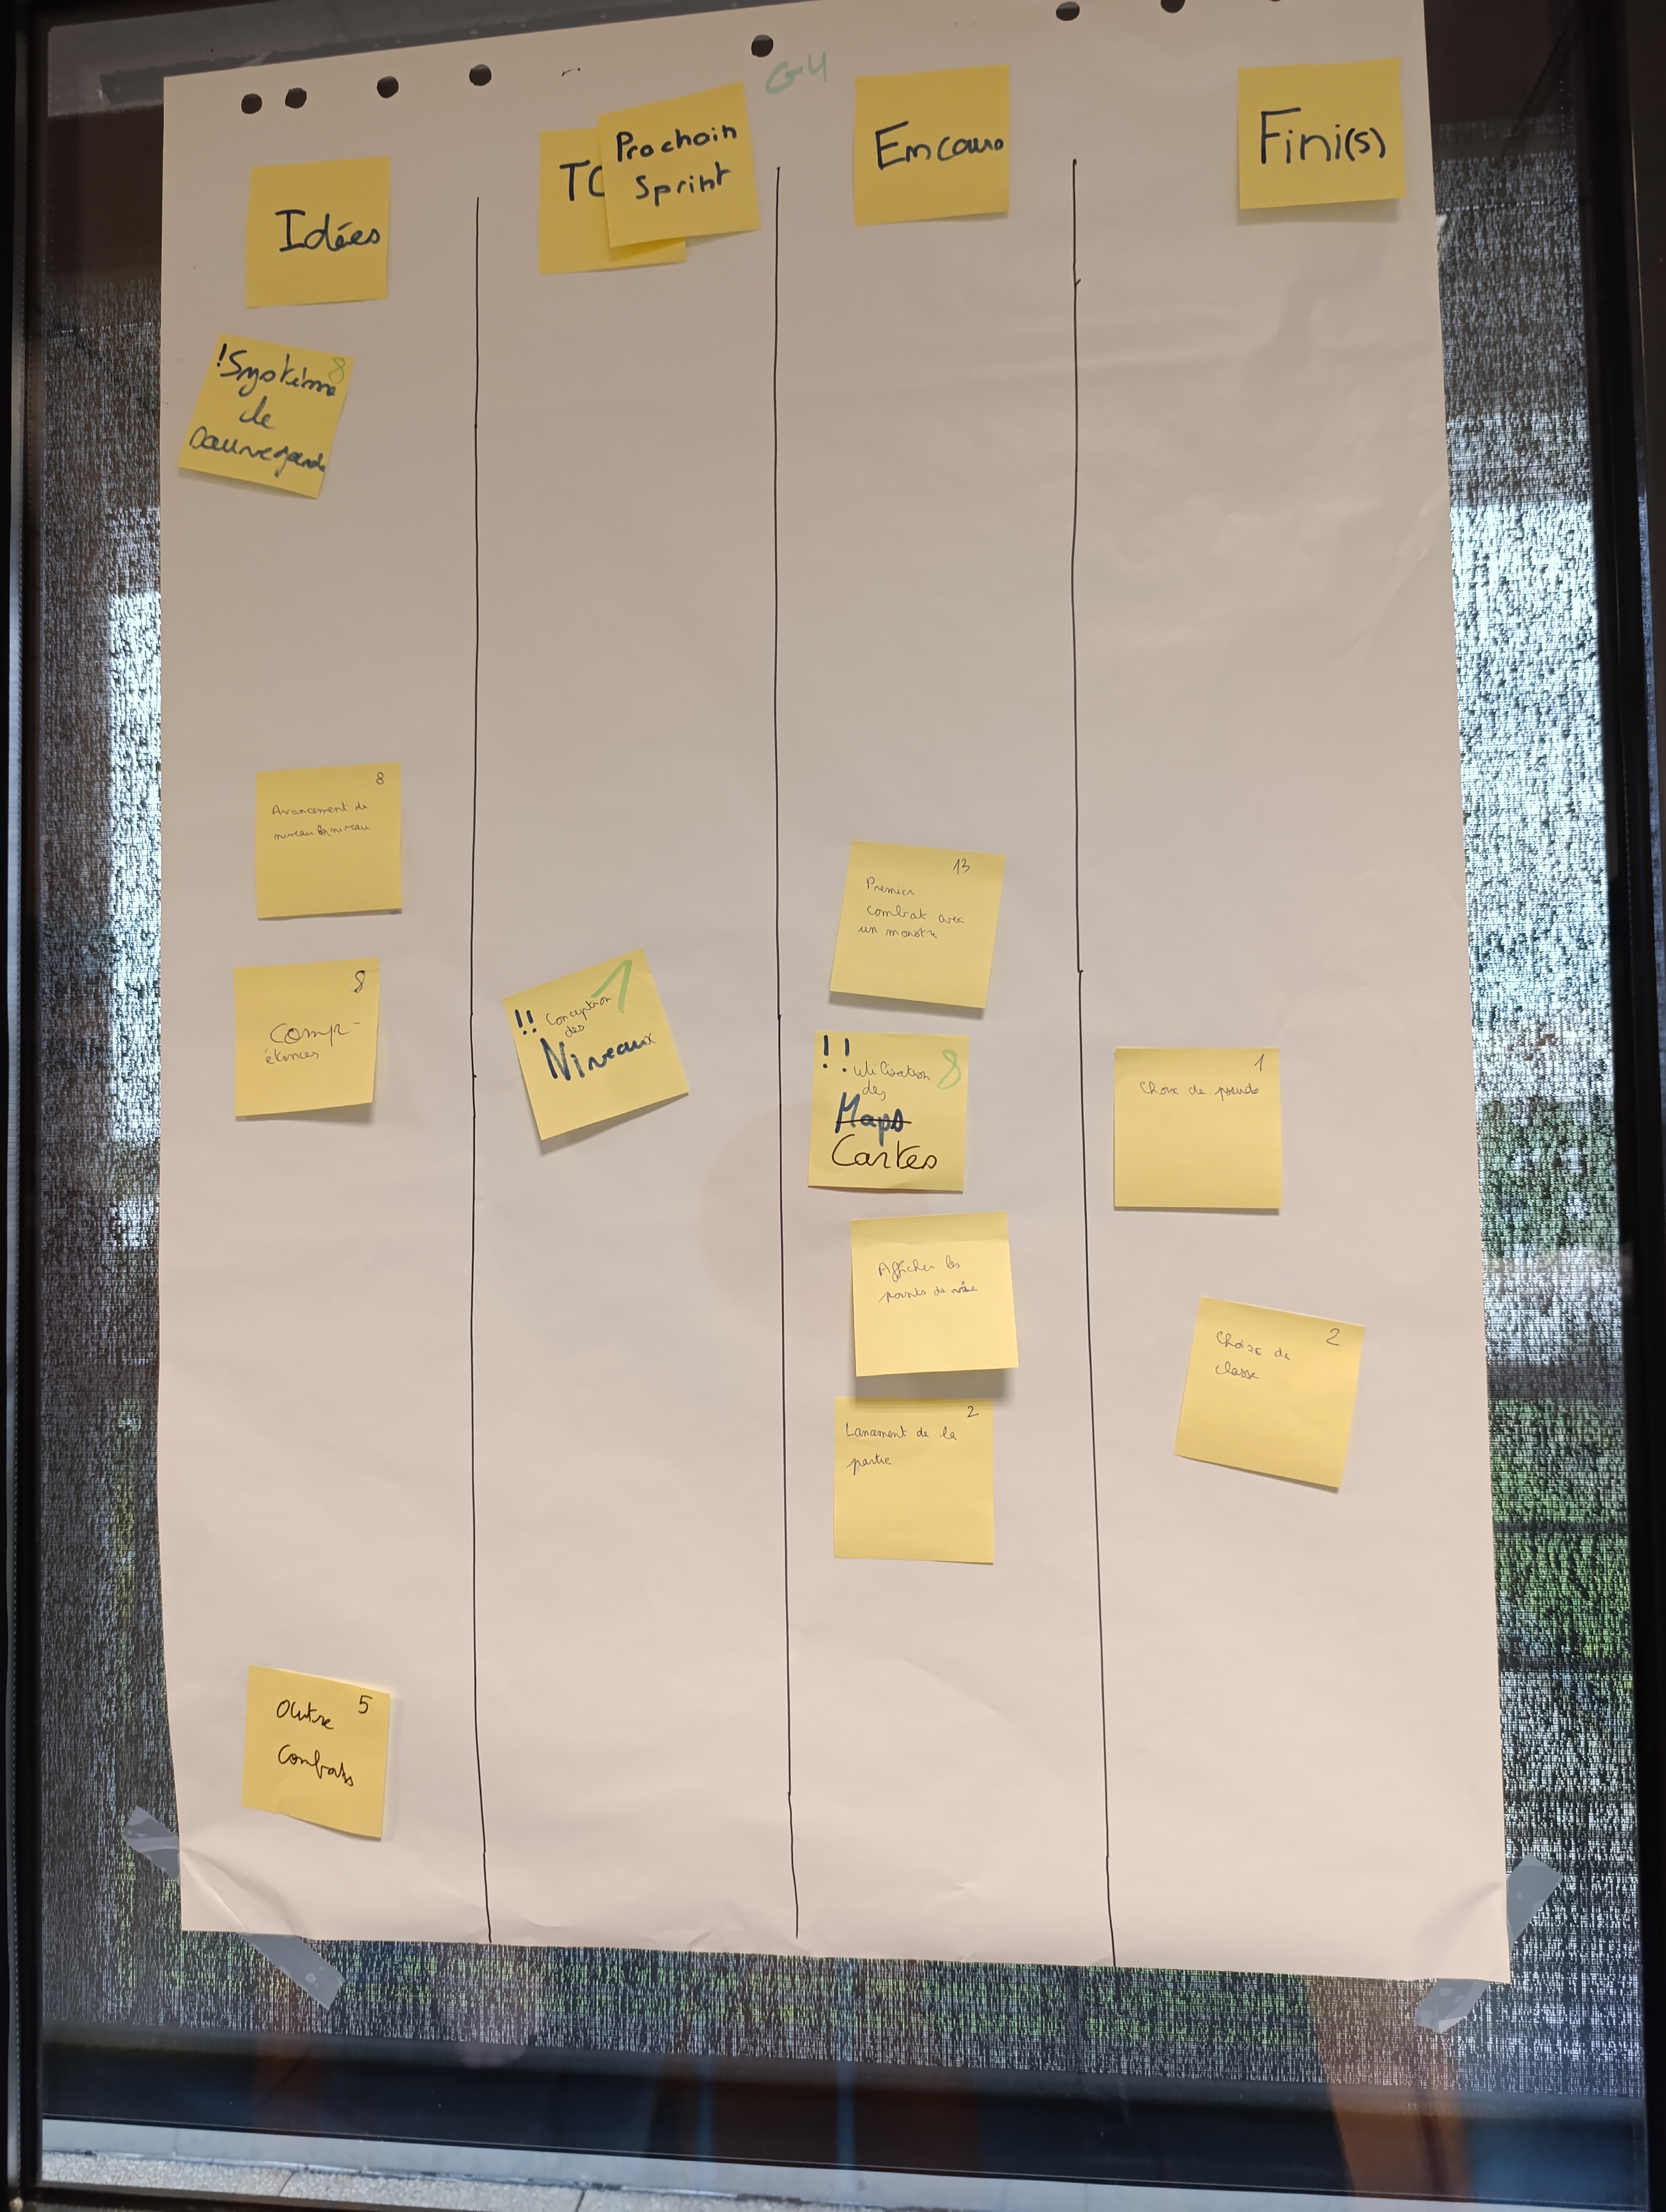 G4
Idées
TO
Prochain
Sprint
En cours
Fini(s)
! Système 8
de
Sauvegarde
8
Avancement de
niveau en niveau
8
Comp-
étences
5
Outre
Combats
1
!! Conception
des
Niveaux
13
Premier
combat avec
un monstre
!! utilisation 8
des
Maps
Cartes
Afficher les
points de vie
2
Lancement de la
partie
1
Choix de pseudo
2
Choix de
classe